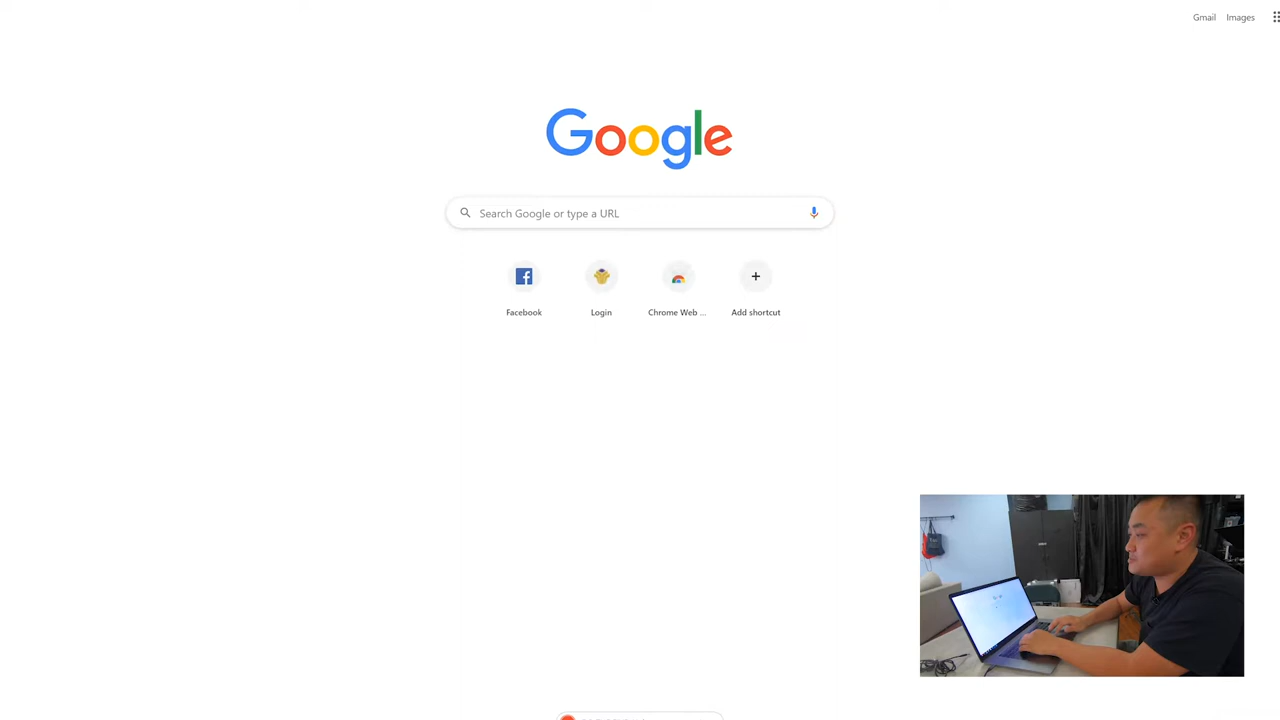 Gmail Images
Google
Search Google or type a URL
Facebook Login Chrome Web ... Add shortcut